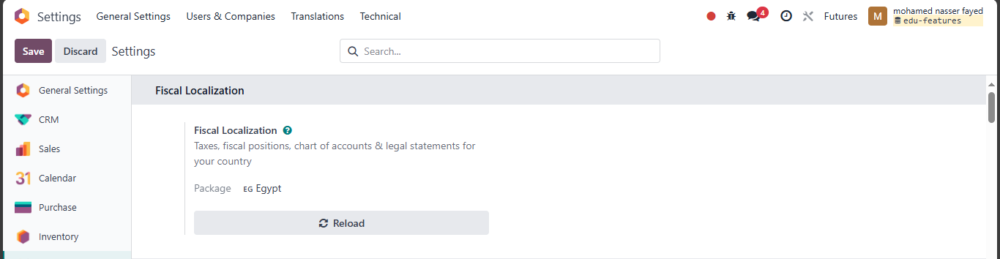 Settings General Settings Users & Companies Translations Technical 4 Futures M mohamed nasser fayed
edu-features
Save Discard Settings Search...
General Settings
CRM
Sales
31 Calendar
Purchase
Inventory
Fiscal Localization
Fiscal Localization ?
Taxes, fiscal positions, chart of accounts & legal statements for
your country
Package EG Egypt
Reload